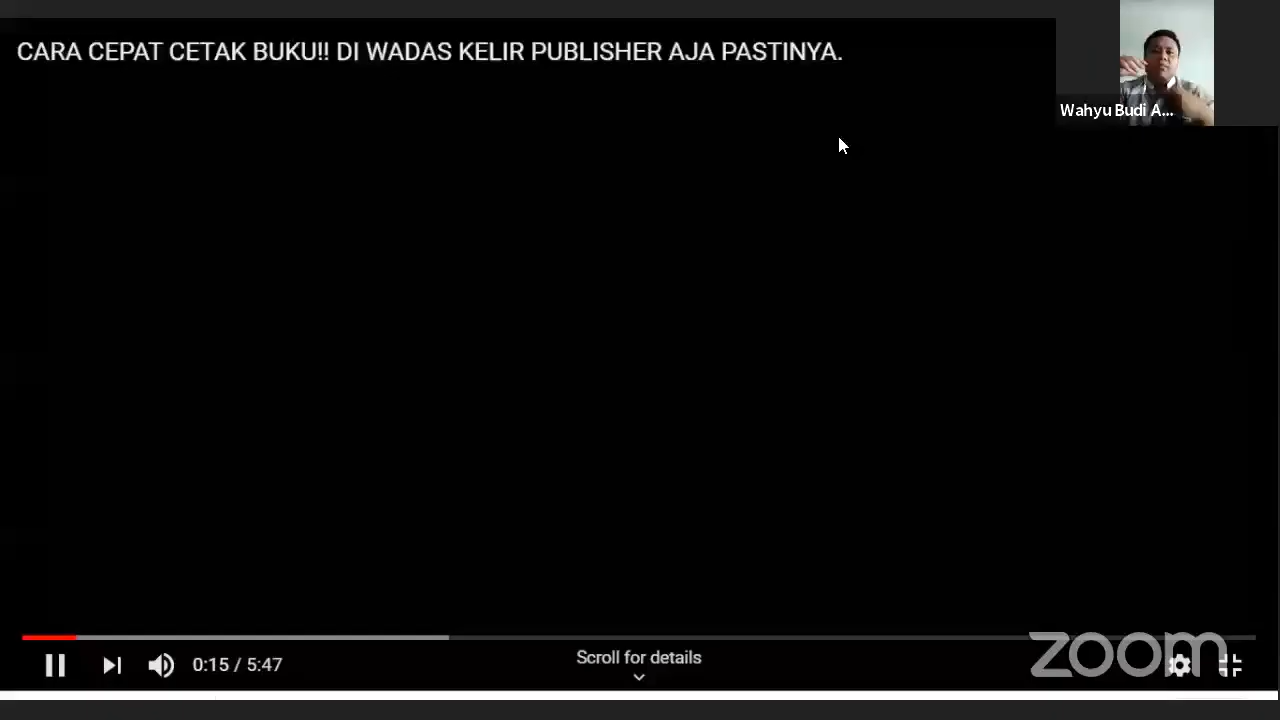 CARA CEPAT CETAK BUKU!! DI WADAS KELIR PUBLISHER AJA PASTINYA.
Wahyu Budi A...
0:15 / 5:47
Scroll for details
zoom